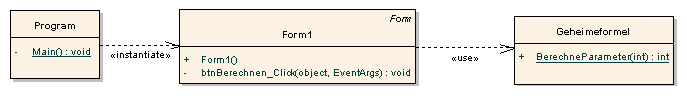 Program
- Main() : void
«instantiate»
Form
Form1
+ Form1()
- btnBerechnen_Click(object, EventArgs) : void
«use»
Geheimeformel
+ BerechneParameter(int) : int